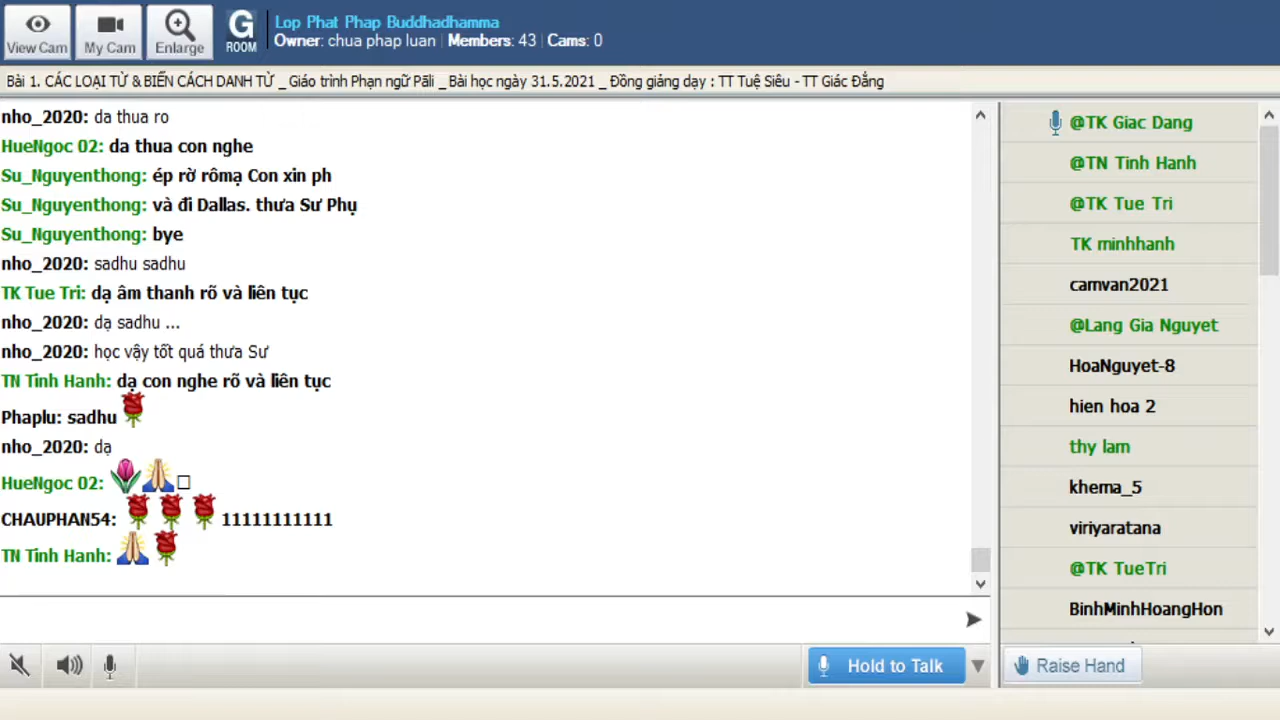 View Cam
My Cam
Enlarge
G
ROOM
Lop Phat Phap Buddhadhamma
Owner: chua phap luan | Members: 43 | Cams: 0
Bài 1. CÁC LOẠI TỪ & BIẾN CÁCH DANH TỪ _ Giáo trình Phạn ngữ Pāli _ Bài học ngày 31.5.2021 _ Đồng giảng dạy : TT Tuệ Siêu - TT Giác Đẳng
nho_2020: da thua ro
HueNgoc 02: da thua con nghe
Su_Nguyenthong: ép rờ rômạ Con xin ph
Su_Nguyenthong: và đi Dallas. thưa Sư Phụ
Su_Nguyenthong: bye
nho_2020: sadhu sadhu
TK Tue Tri: dạ âm thanh rõ và liên tục
nho_2020: dạ sadhu ...
nho_2020: học vậy tốt quá thưa Sư
TN Tinh Hanh: dạ con nghe rõ và liên tục
Phaplu: sadhu
nho_2020: dạ
HueNgoc 02:
CHAUPHAN54: 11111111111
TN Tinh Hanh:
@TK Giac Dang
@TN Tinh Hanh
@TK Tue Tri
TK minhhanh
camvan2021
@Lang Gia Nguyet
HoaNguyet-8
hien hoa 2
thy lam
khema_5
viriyaratana
@TK TueTri
BinhMinhHoangHon
Hold to Talk
Raise Hand